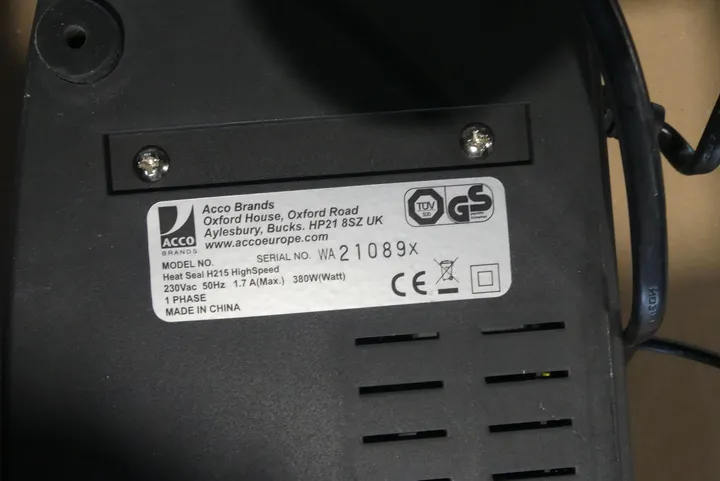 Acco Brands
Oxford House, Oxford Road
Aylesbury, Bucks. HP21 8SZ UK
www.accoeurope.com
ACCO
BRANDS
TÜV
SÜD
GS
MODEL NO.
SERIAL NO. WA21089X
Heat Seal H215 HighSpeed
230Vac 50Hz 1.7 A(Max.) 380W(Watt)
1 PHASE
MADE IN CHINA
CE